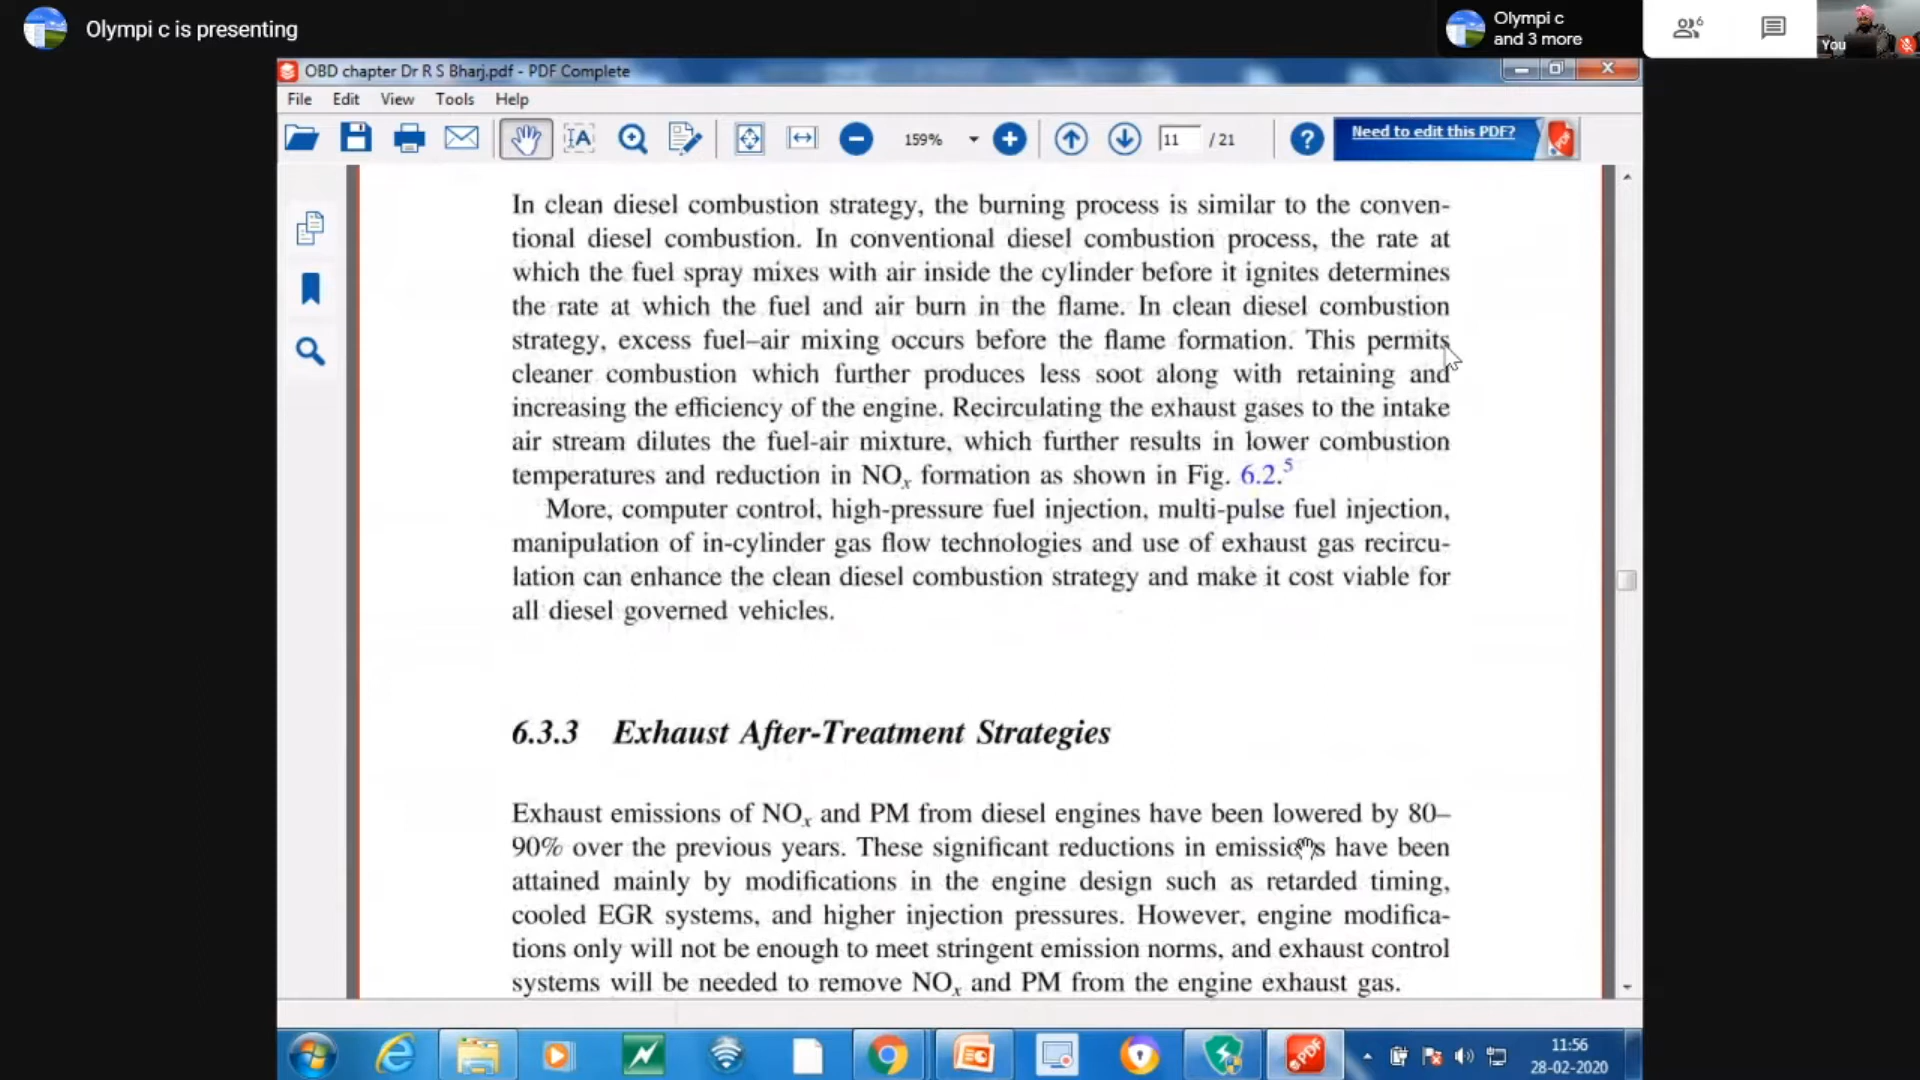 Olympi c is presenting
Olympi c
and 3 more
6
You
OBD chapter Dr R S Bharj.pdf - PDF Complete
File Edit View Tools Help
159% 11 / 21 Need to edit this PDF?
In clean diesel combustion strategy, the burning process is similar to the conven-
tional diesel combustion. In conventional diesel combustion process, the rate at
which the fuel spray mixes with air inside the cylinder before it ignites determines
the rate at which the fuel and air burn in the flame. In clean diesel combustion
strategy, excess fuel–air mixing occurs before the flame formation. This permits
cleaner combustion which further produces less soot along with retaining and
increasing the efficiency of the engine. Recirculating the exhaust gases to the intake
air stream dilutes the fuel-air mixture, which further results in lower combustion
temperatures and reduction in NOx formation as shown in Fig. 6.2.5
More, computer control, high-pressure fuel injection, multi-pulse fuel injection,
manipulation of in-cylinder gas flow technologies and use of exhaust gas recircu-
lation can enhance the clean diesel combustion strategy and make it cost viable for
all diesel governed vehicles.
6.3.3 Exhaust After-Treatment Strategies
Exhaust emissions of NOx and PM from diesel engines have been lowered by 80–
90% over the previous years. These significant reductions in emissions have been
attained mainly by modifications in the engine design such as retarded timing,
cooled EGR systems, and higher injection pressures. However, engine modifica-
tions only will not be enough to meet stringent emission norms, and exhaust control
systems will be needed to remove NOx and PM from the engine exhaust gas.
PDF
11:56
28-02-2020